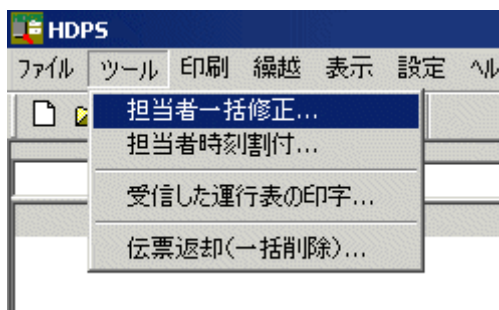 HDPS
ファイル ツール 印刷 繰越 表示 設定 ヘル
担当者一括修正...
担当者時刻割付...
受信した運行表の印字...
伝票返却(一括削除)...